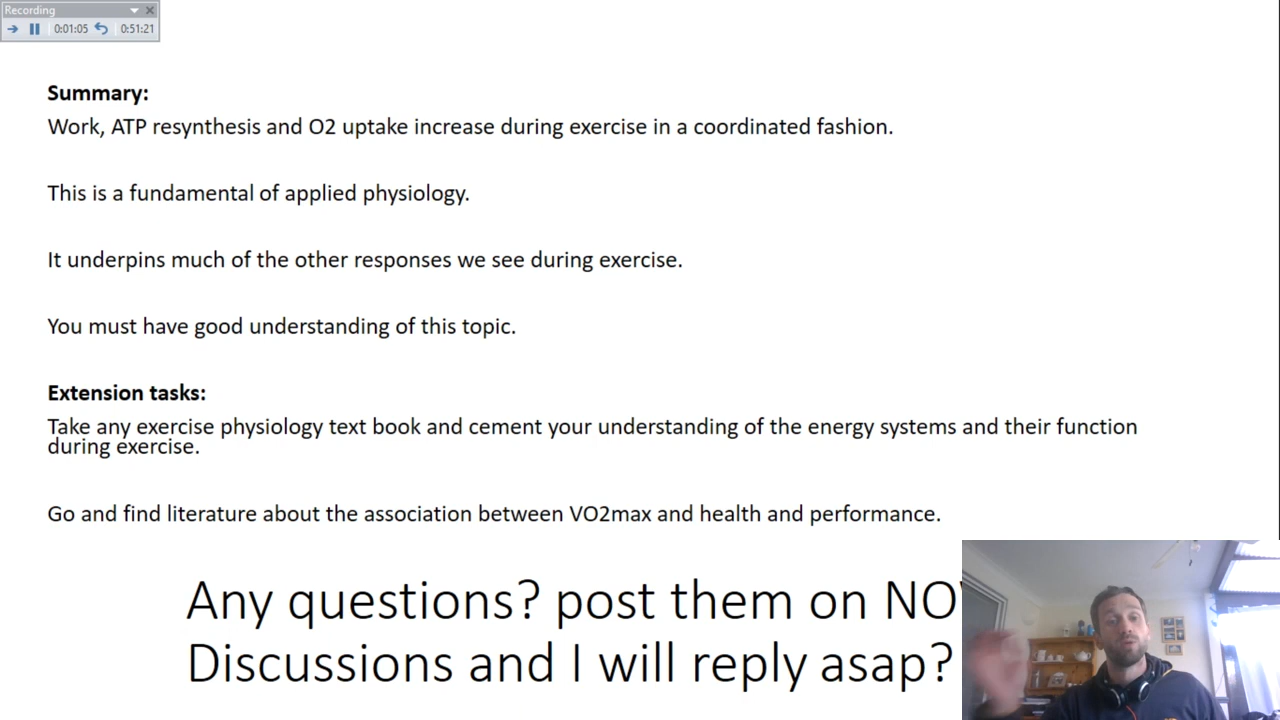 Recording
0:01:05 0:51:21
Summary:
Work, ATP resynthesis and O2 uptake increase during exercise in a coordinated fashion.
This is a fundamental of applied physiology.
It underpins much of the other responses we see during exercise.
You must have good understanding of this topic.
Extension tasks:
Take any exercise physiology text book and cement your understanding of the energy systems and their function
during exercise.
Go and find literature about the association between VO2max and health and performance.
Any questions? post them on
Discussions and I will reply asap?